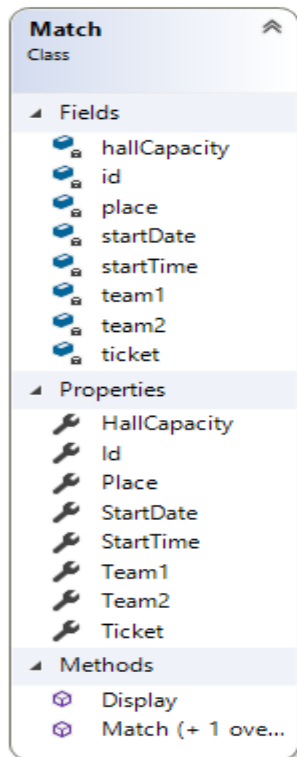 Match
Class
Fields
hallCapacity
id
place
startDate
startTime
team1
team2
ticket
Properties
HallCapacity
Id
Place
StartDate
StartTime
Team1
Team2
Ticket
Methods
Display
Match (+ 1 ove...